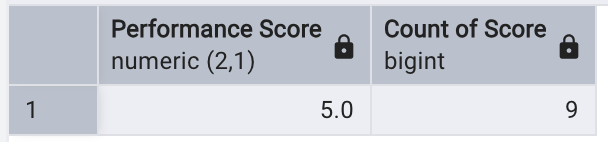 Performance Score
numeric (2,1)
Count of Score
bigint
1
5.0
9